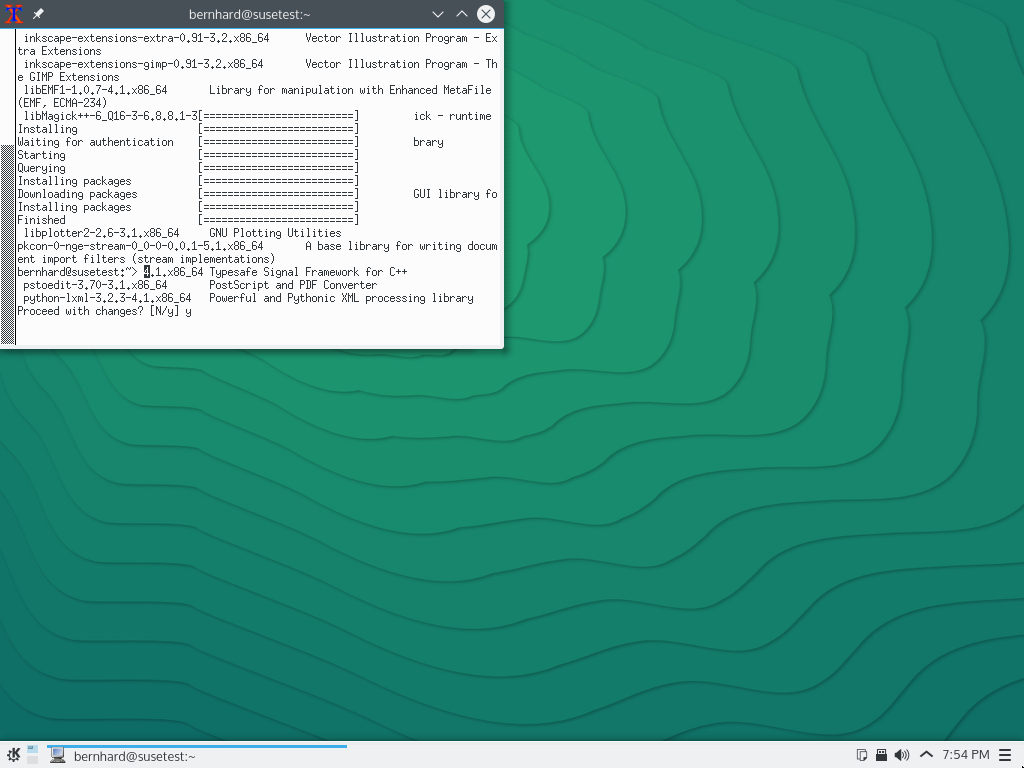 bernhard@susetest:~
inkscape-extensions-extra-0.91-3.2.x86_64      Vector Illustration Program - Ex
tra Extensions
inkscape-extensions-gimp-0.91-3.2.x86_64       Vector Illustration Program - Th
e GIMP Extensions
libEMF1-1.0.7-4.1.x86_64       Library for manipulation with Enhanced MetaFile
(EMF, ECMA-234)
libMagick++-6_Q16-3-6.8.8.1-3[=========================]         ick - runtime
Installing                    [=========================]
Waiting for authentication    [=========================]         brary
Starting                      [=========================]
Querying                      [=========================]
Installing packages           [=========================]
Downloading packages          [=========================]         GUI library fo
Installing packages           [=========================]
Finished                      [=========================]
libplotter2-2.6-3.1.x86_64     GNU Plotting Utilities
pkcon-0-nge-stream-0_0-0-0.0.1-5.1.x86_64       A base library for writing docum
ent import filters (stream implementations)
bernhard@susetest:~> 4.1.x86_64 Typesafe Signal Framework for C++
pstoedit-3.70-3.1.x86_64       PostScript and PDF Converter
python-lxml-3.2.3-4.1.x86_64   Powerful and Pythonic XML processing library
Proceed with changes? [N/y] y
bernhard@susetest:~
7:54 PM